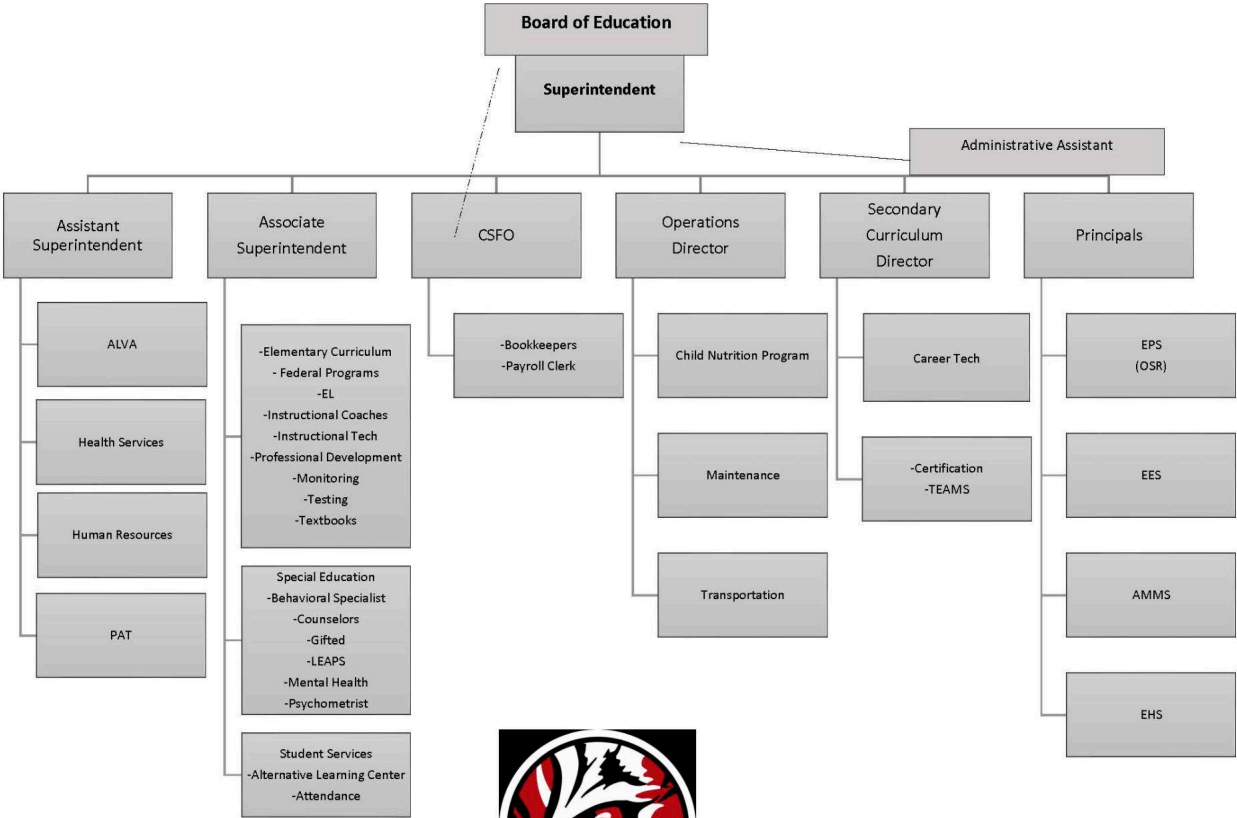 Board of Education
Superintendent
Administrative Assistant
Assistant
Superintendent
Associate
Superintendent
CSFO
Operations
Director
Secondary
Curriculum
Director
Principals
ALVA
Health Services
Human Resources
PAT
-Elementary Curriculum
- Federal Programs
-EL
-Instructional Coaches
-Instructional Tech
-Professional Development
-Monitoring
-Testing
-Textbooks
Special Education
-Behavioral Specialist
-Counselors
-Gifted
-LEAPS
-Mental Health
-Psychometrist
Student Services
-Alternative Learning Center
-Attendance
-Bookkeepers
-Payroll Clerk
Child Nutrition Program
Maintenance
Transportation
Career Tech
-Certification
-TEAMS
EPS
(OSR)
EES
AMMS
EHS